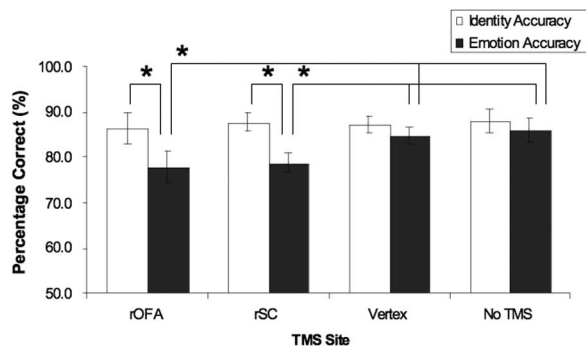 Identity Accuracy
Emotion Accuracy
*
* * *
100.0
90.0
80.0
70.0
60.0
50.0
Percentage Correct (%)
rOFA rSC Vertex No TMS
TMS Site